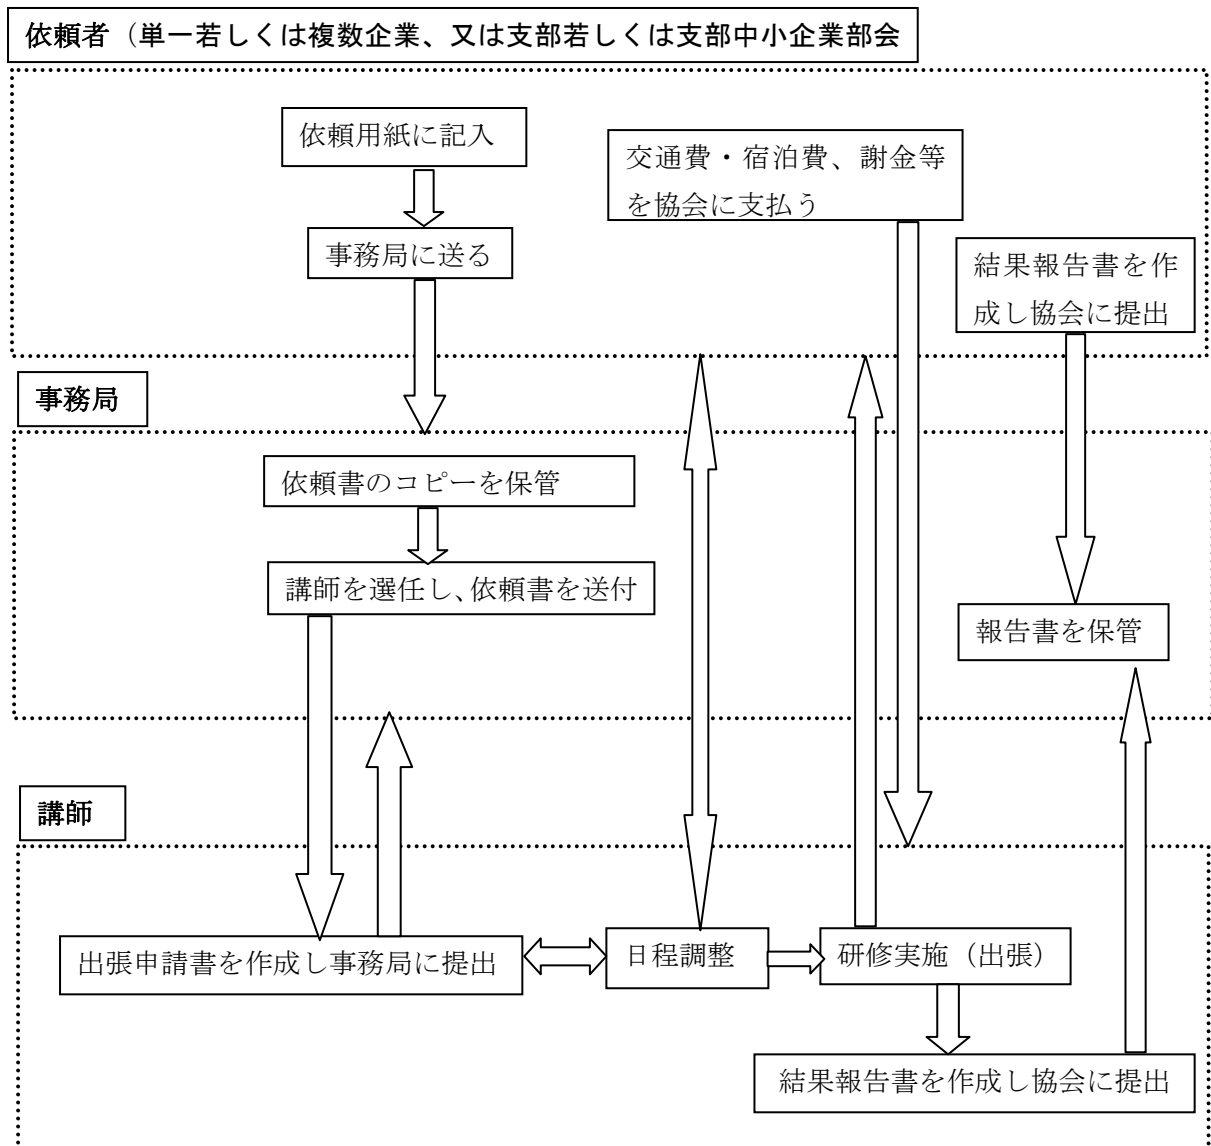 依頼者（単一若しくは複数企業、又は支部若しくは支部中小企業部会
依頼用紙に記入
事務局に送る
交通費・宿泊費、謝金等
を協会に支払う
結果報告書を作
成し協会に提出
事務局
依頼書のコピーを保管
講師を選任し、依頼書を送付
報告書を保管
講師
出張申請書を作成し事務局に提出
日程調整
研修実施（出張）
結果報告書を作成し協会に提出